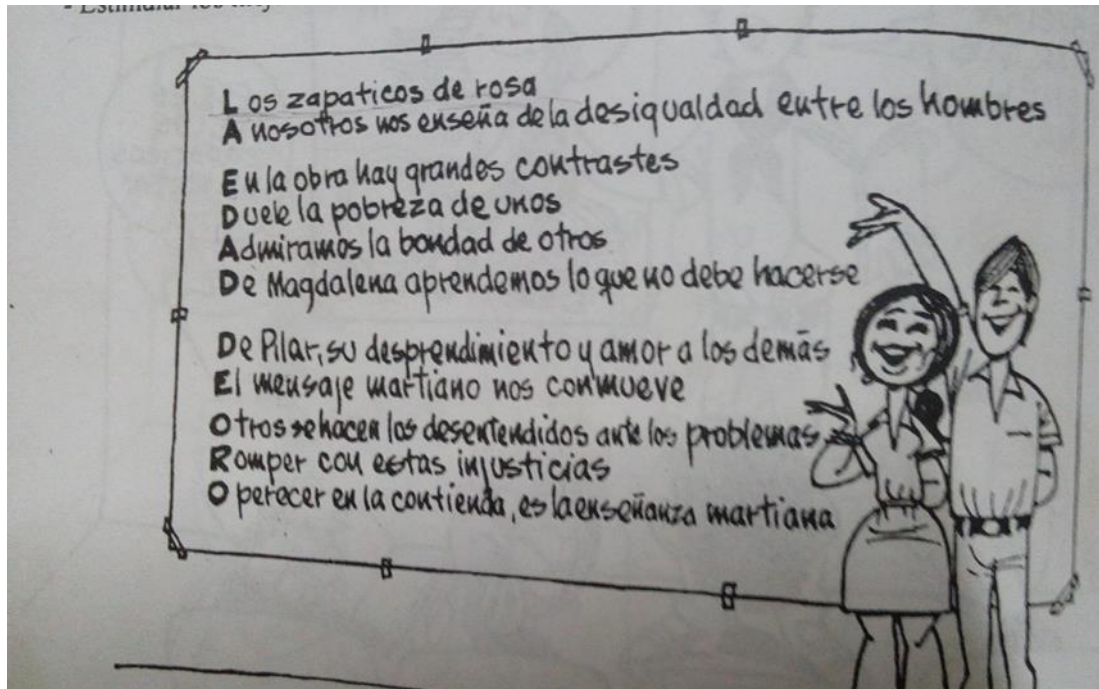 - Estimular los
Los zapaticos de rosa
A nosotros nos enseña de la desigualdad entre los hombres
En la obra hay grandes contrastes
Duele la pobreza de unos
Admiramos la bondad de otros
De Magdalena aprendemos lo que no debe hacerse
De Pilar, su desprendimiento y amor a los demás
El mensaje martiano nos conmueve
Otros se hacen los desentendidos ante los problemas
Romper con estas injusticias
O perecer en la contienda, es la enseñanza martiana